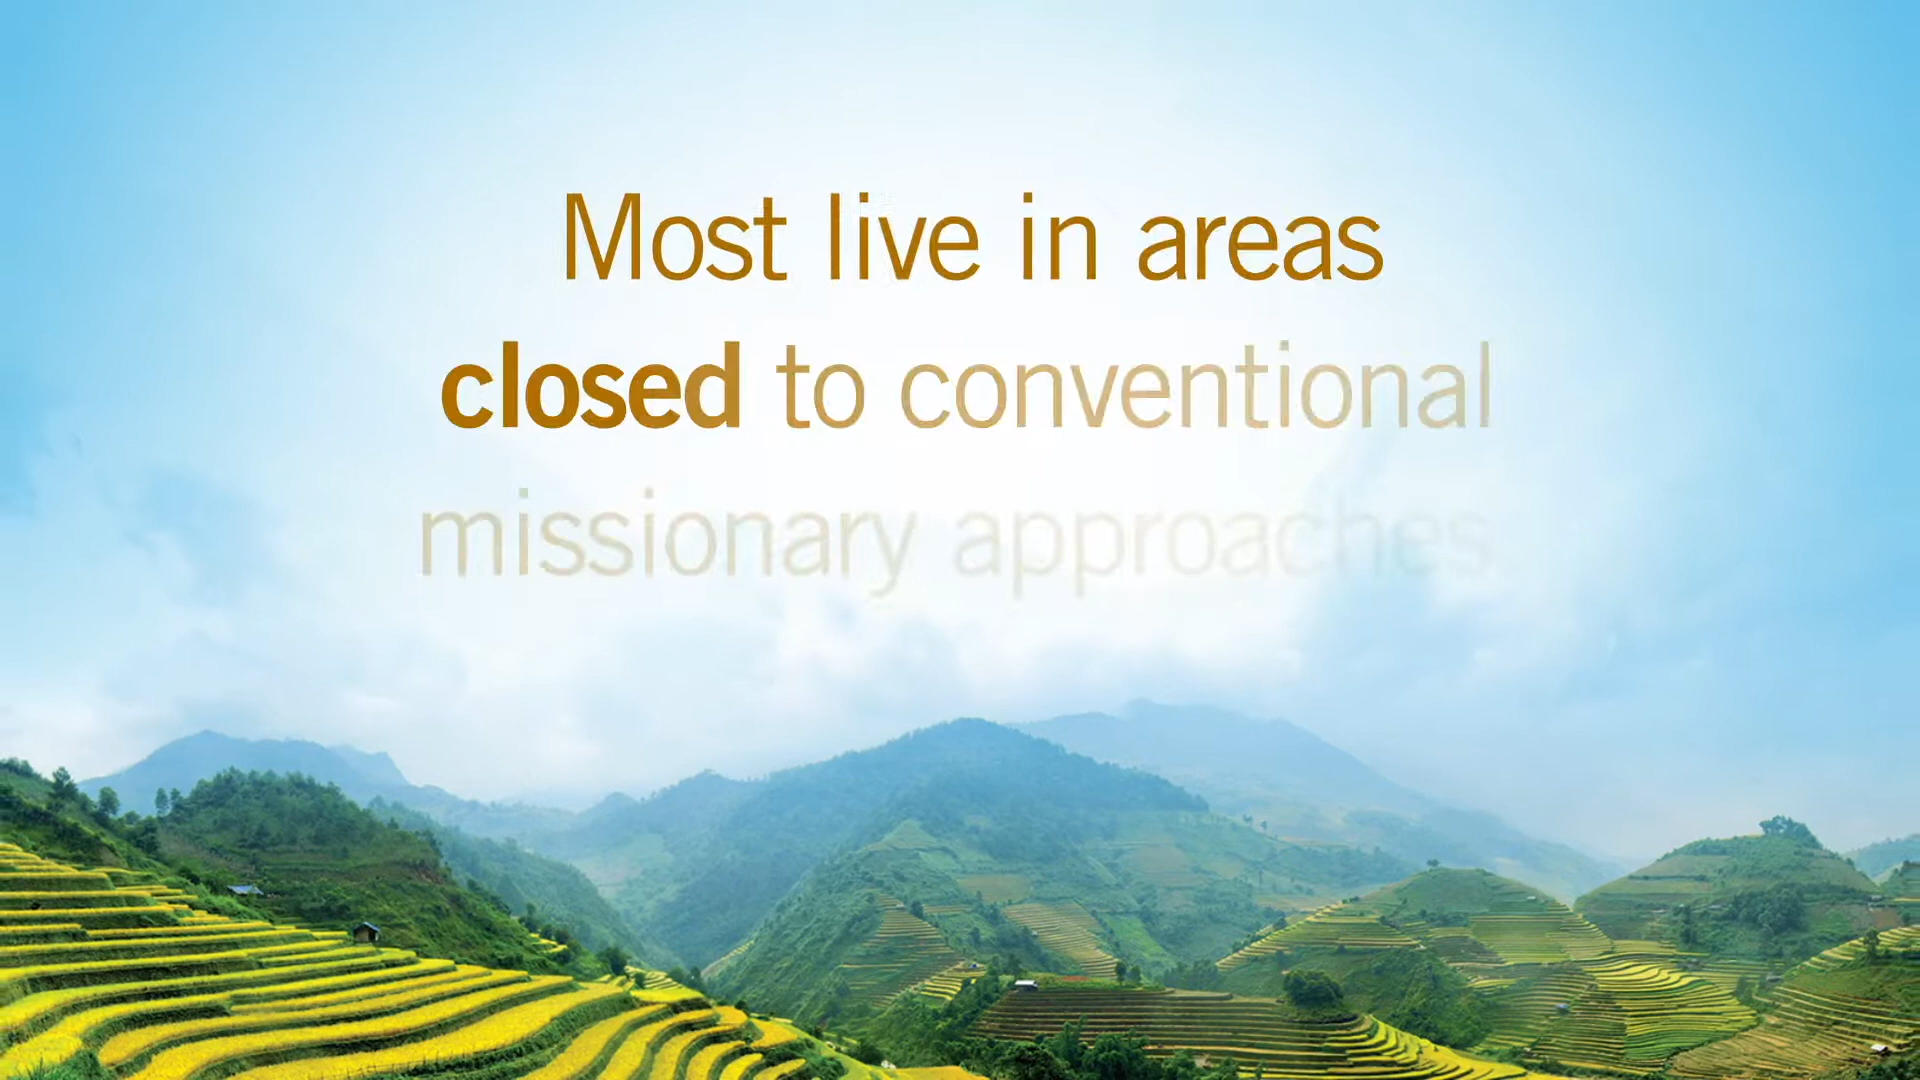 Most live in areas
closed to conventional
missionary approaches